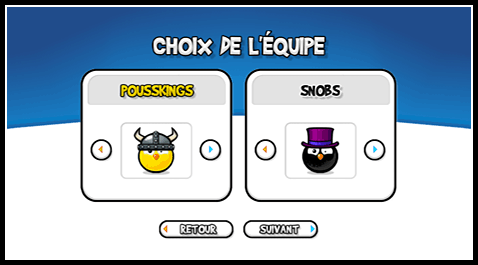 CHOIX DE L'ÉQUIPE
POUSSKINGS
SNOBS
RETOUR
SUIVANT